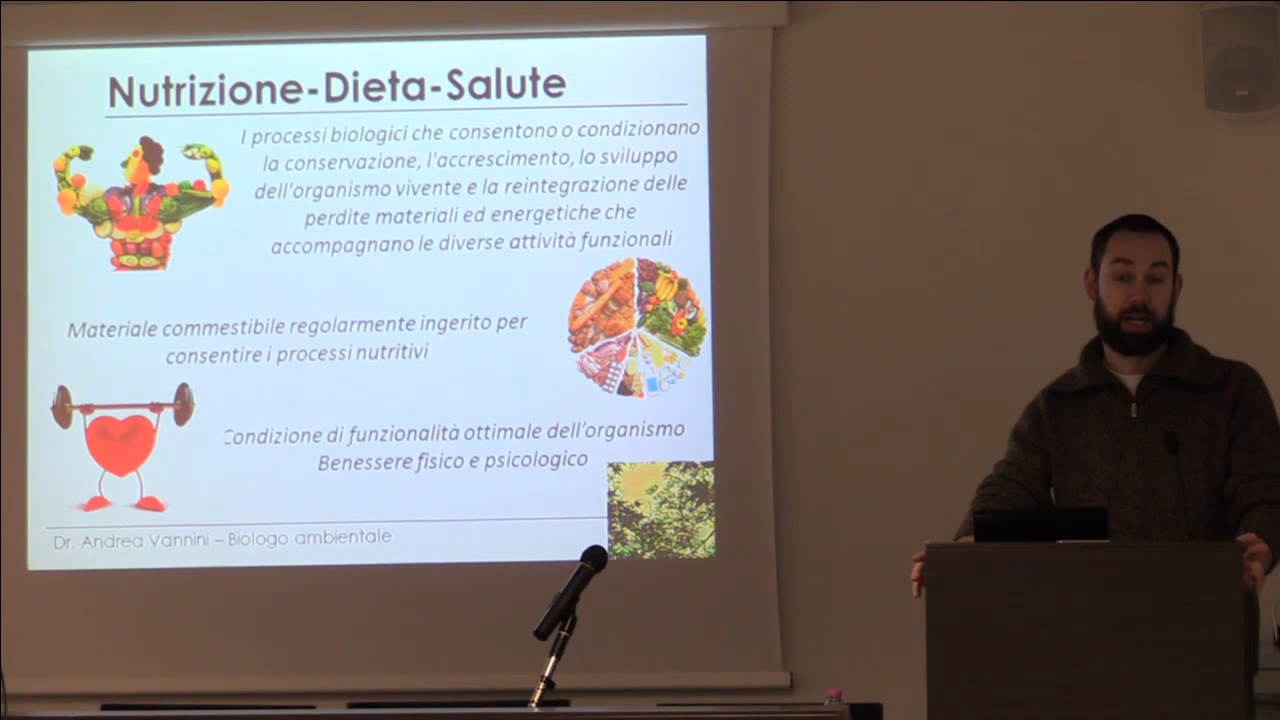 Nutrizione-Dieta-Salute
I processi biologici che consentono o condizionano
la conservazione, l'accrescimento, lo sviluppo
dell'organismo vivente e la reintegrazione delle
perdite materiali ed energetiche che
accompagnano le diverse attività funzionali
Materiale commestibile regolarmente ingerito per
consentire i processi nutritivi
Condizione di funzionalità ottimale dell'organismo
Benessere fisico e psicologico
Dr. Andrea Vannini – Biologo ambientale